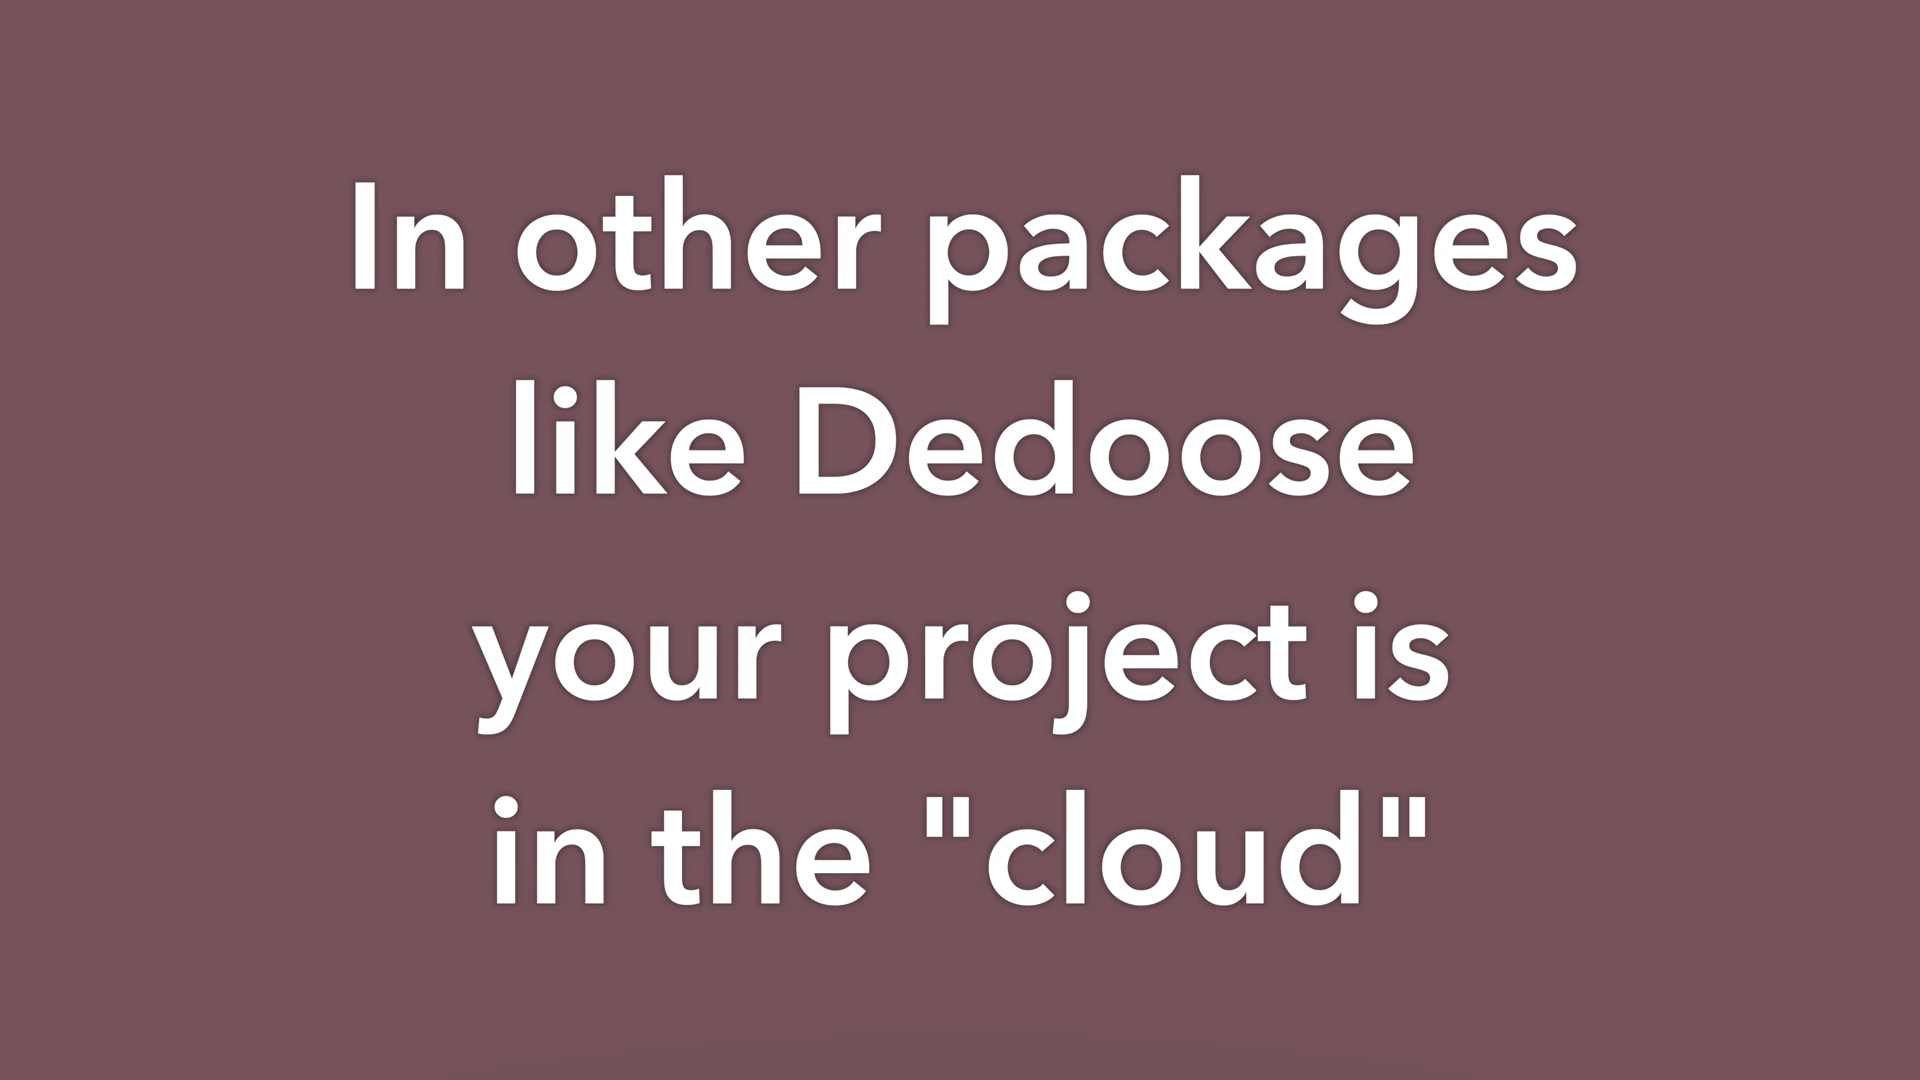 In other packages
like Dedoose
your project is
in the "cloud"